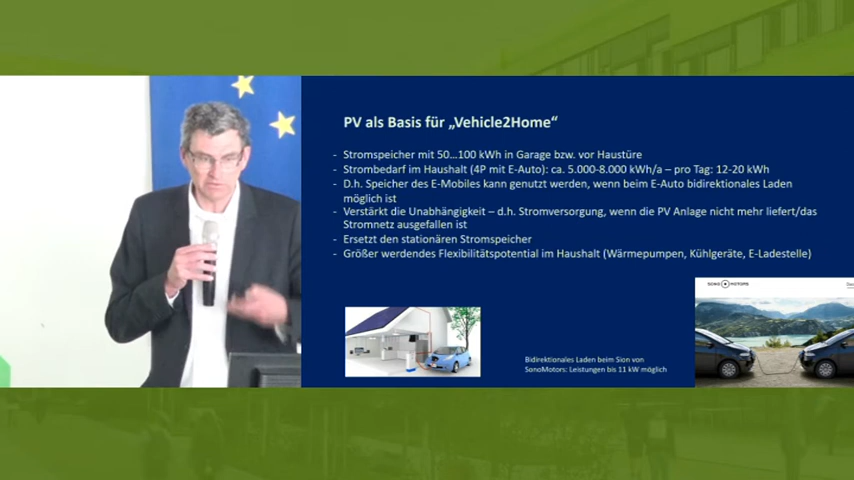 PV als Basis für „Vehicle2Home“
- Stromspeicher mit 50…100 kWh in Garage bzw. vor Haustüre
- Strombedarf im Haushalt (4P mit E-Auto): ca. 5.000-8.000 kWh/a – pro Tag: 12-20 kWh
- D.h. Speicher des E-Mobiles kann genutzt werden, wenn beim E-Auto bidirektionales Laden
möglich ist
- Verstärkt die Unabhängigkeit – d.h. Stromversorgung, wenn die PV Anlage nicht mehr liefert/das
Stromnetz ausgefallen ist
- Ersetzt den stationären Stromspeicher
- Größer werdendes Flexibilitätspotential im Haushalt (Wärmepumpen, Kühlgeräte, E-Ladestelle)
SONO MOTORS
Bidirektionales Laden beim Sion von
SonoMotors: Leistungen bis 11 kW möglich